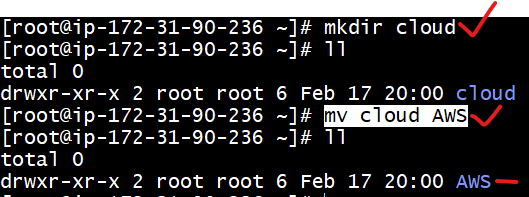 [root@ip-172-31-90-236 ~]# mkdir cloud
[root@ip-172-31-90-236 ~]# ll
total 0
drwxr-xr-x 2 root root 6 Feb 17 20:00 cloud
[root@ip-172-31-90-236 ~]# mv cloud AWS
[root@ip-172-31-90-236 ~]# ll
total 0
drwxr-xr-x 2 root root 6 Feb 17 20:00 AWS